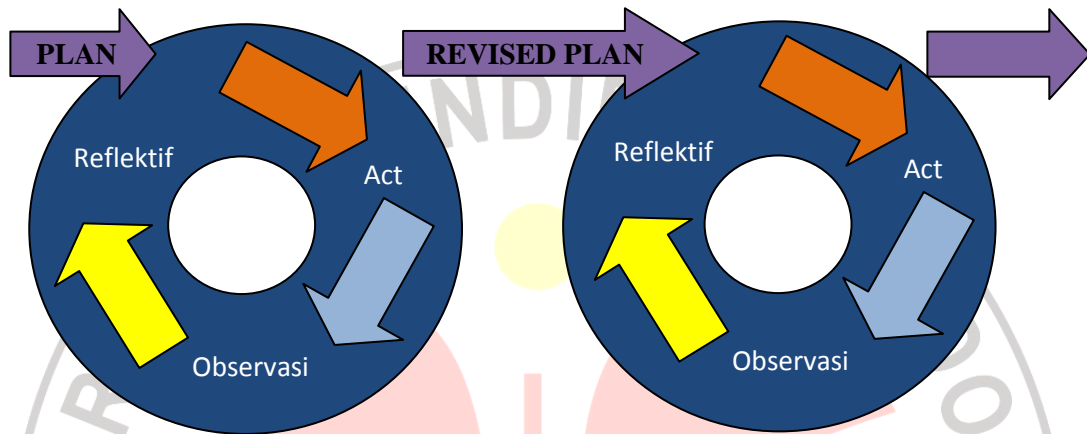 PLAN
REVISED PLAN
Reflektif
Act
Observasi
Reflektif
Act
Observasi